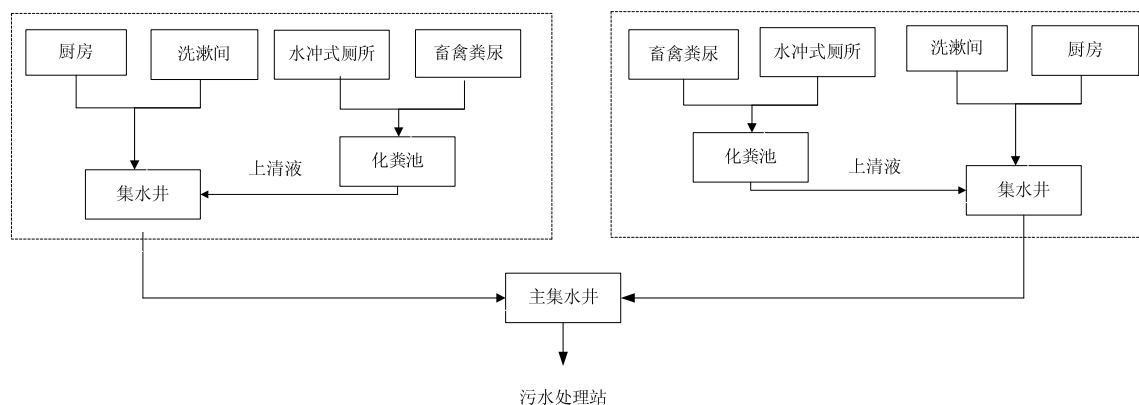 厨房
洗漱间
水冲式厕所
畜禽粪尿
化粪池
上清液
集水井
畜禽粪尿
水冲式厕所
洗漱间
厨房
化粪池
上清液
集水井
主集水井
污水处理站